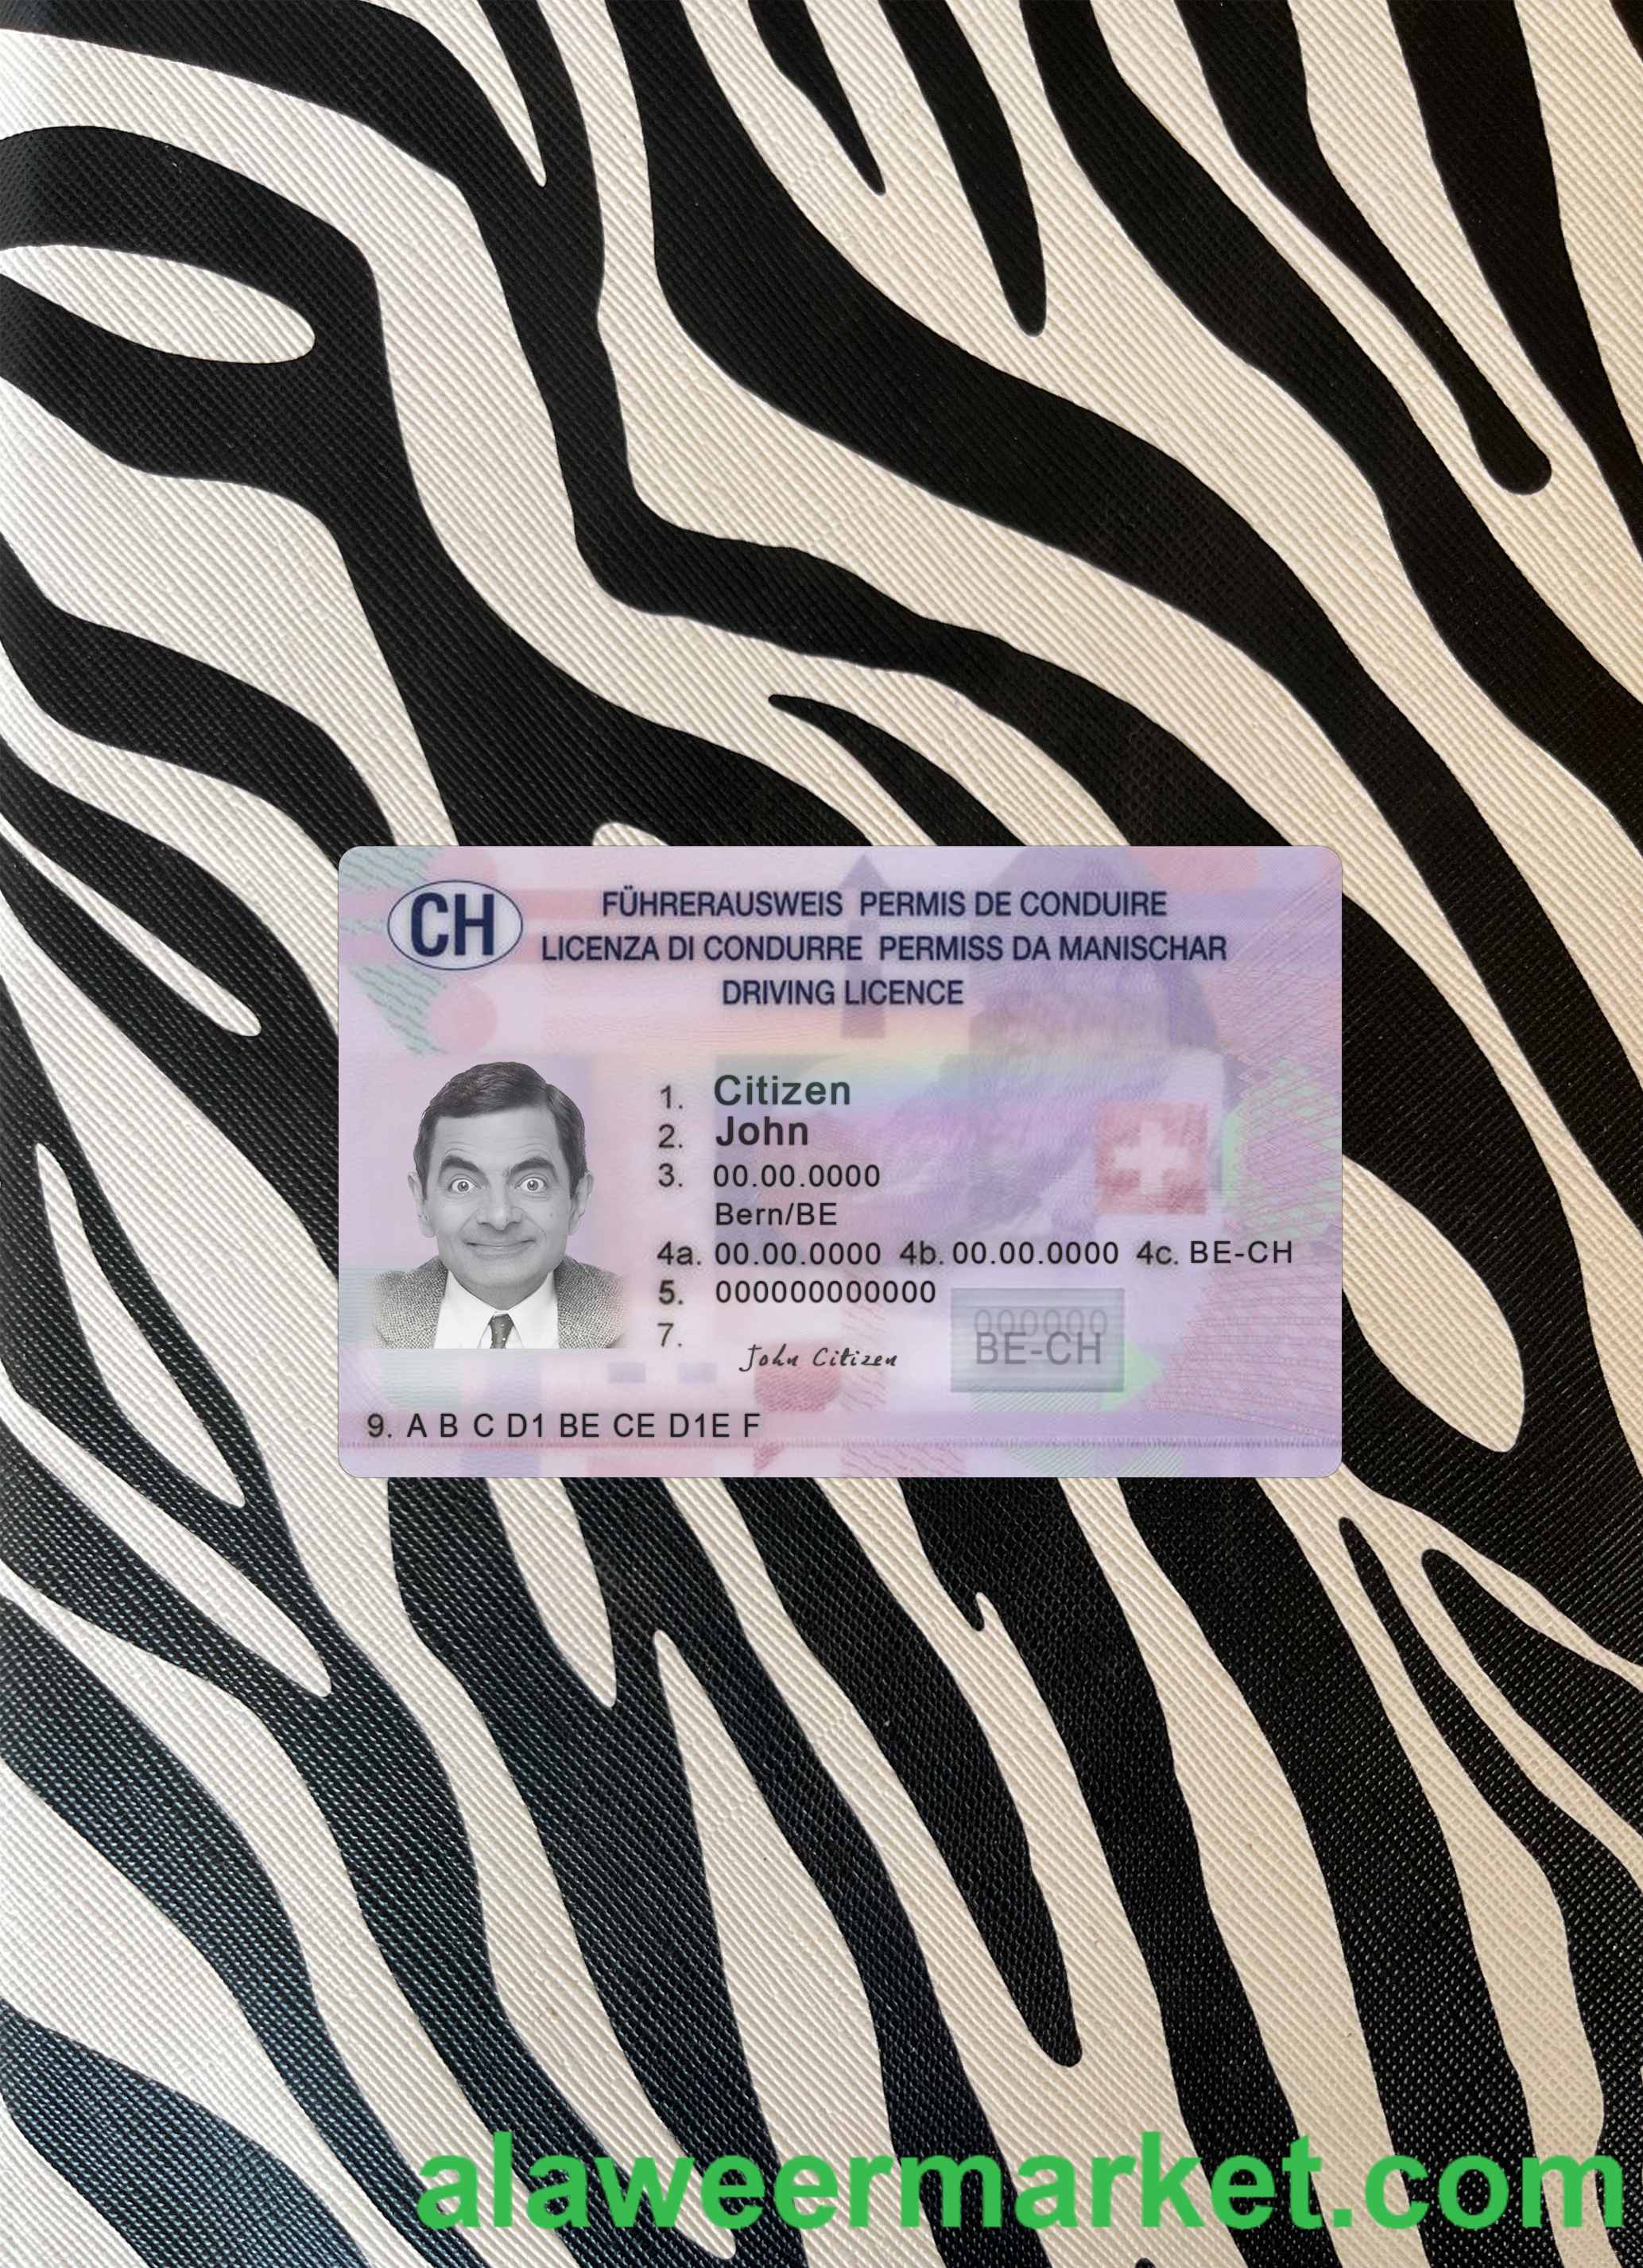 CH
FÜHRERAUSWEIS PERMIS DE CONDUIRE
LICENZA DI CONDURRE PERMISS DA MANISCHAR
DRIVING LICENCE
1. Citizen
2. John
3. 00.00.0000
Bern/BE
4a. 00.00.0000 4b. 00.00.0000 4c. BE-CH
5. 000000000000
000000
BE-CH
7. John Citizen
9. A B C D1 BE CE D1E F
alaweermarket.com